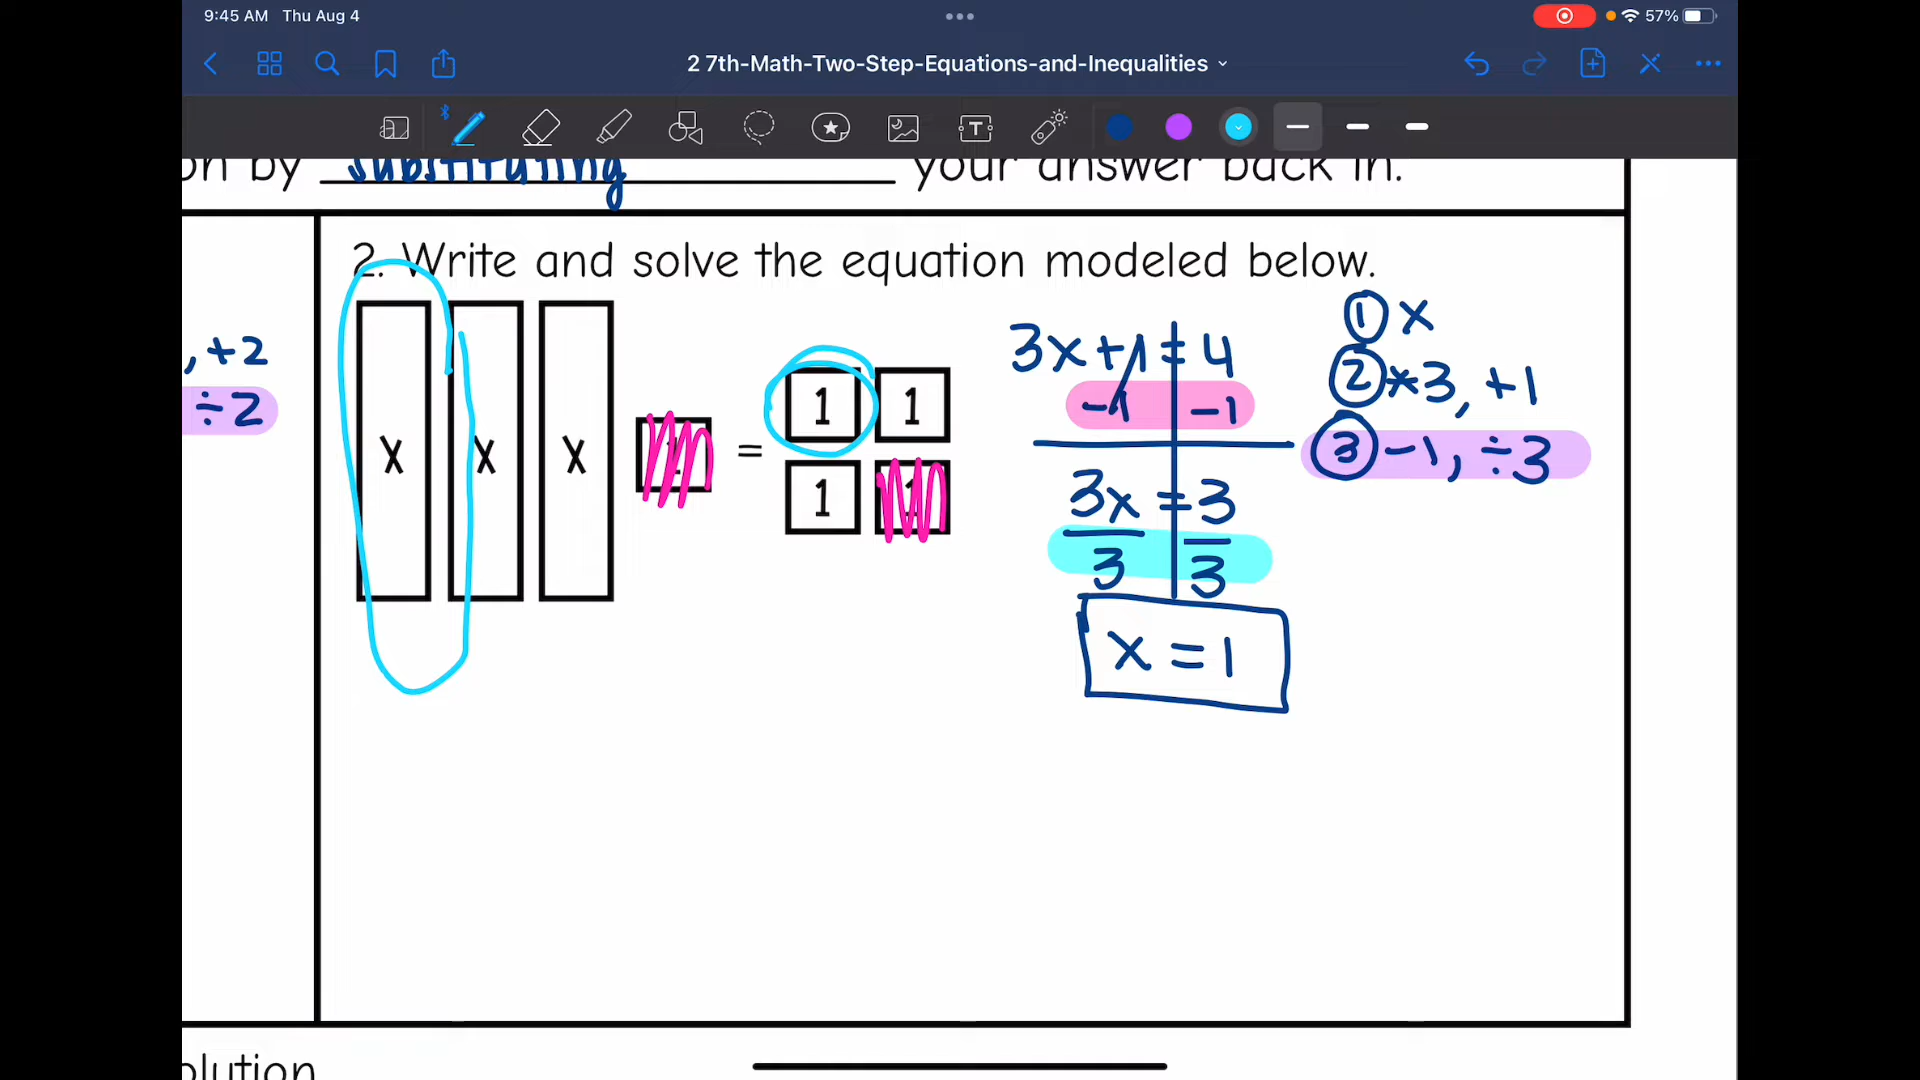 9:45 AM Thu Aug 4
57%
2 7th-Math-Two-Step-Equations-and-Inequalities
on by substituting your answer back in.
, +2
÷2
2. Write and solve the equation modeled below.
X X X = 1 1
1
3x+1=4
-1 -1
3x=3
3 3
x=1
① x
② *3, +1
③ -1, ÷3
olution